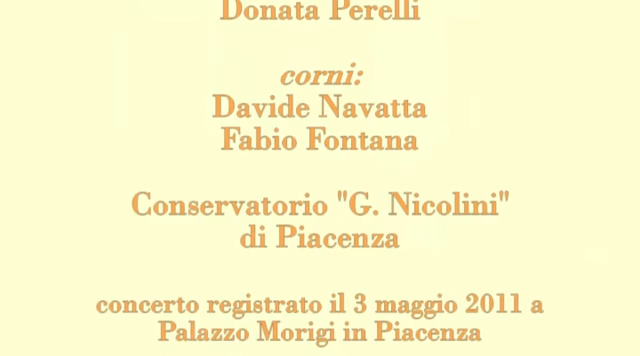 Donata Perelli
corni:
Davide Navatta
Fabio Fontana
Conservatorio "G. Nicolini"
di Piacenza
concerto registrato il 3 maggio 2011 a
Palazzo Morigi in Piacenza